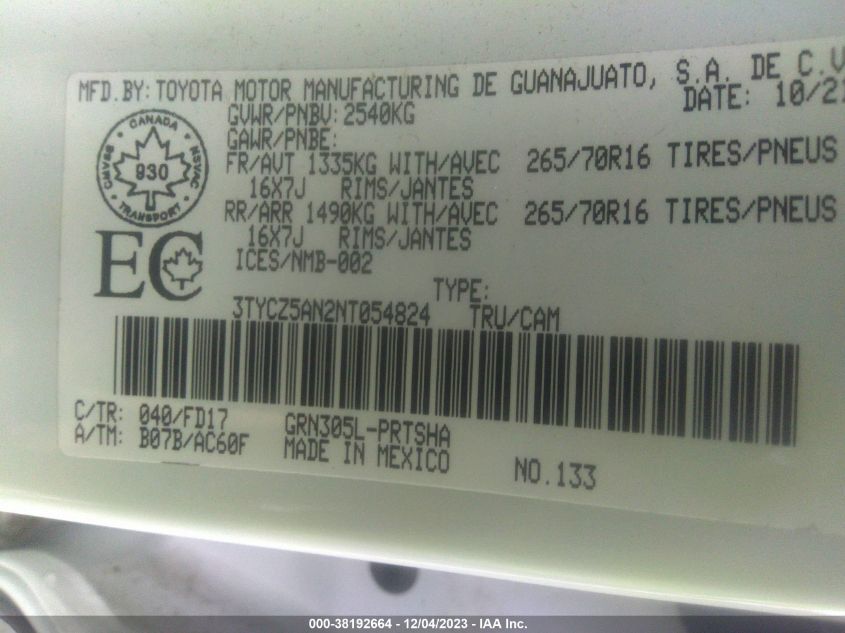 MFD. BY: TOYOTA MOTOR MANUFACTURING DE GUANAJUATO, S.A. DE C.V
GVWR/PNBV: 2540KG DATE: 10/21
GAWR/PNBE:
FR/AVT 1335KG WITH/AVEC 265/70R16 TIRES/PNEUS
16X7J RIMS/JANTES
RR/ARR 1490KG WITH/AVEC 265/70R16 TIRES/PNEUS
16X7J RIMS/JANTES
ICES/NMB-002
CANADA
CMVSS
930
NSVAC
TRANSPORT
EC
TYPE:
3TYCZ5AN2NT054824 TRU/CAM
C/TR: 040/FD17 GRN305L-PRTSHA
A/TM: B07B/AC60F MADE IN MEXICO NO.133
000-38192664 - 12/04/2023 - IAA Inc.